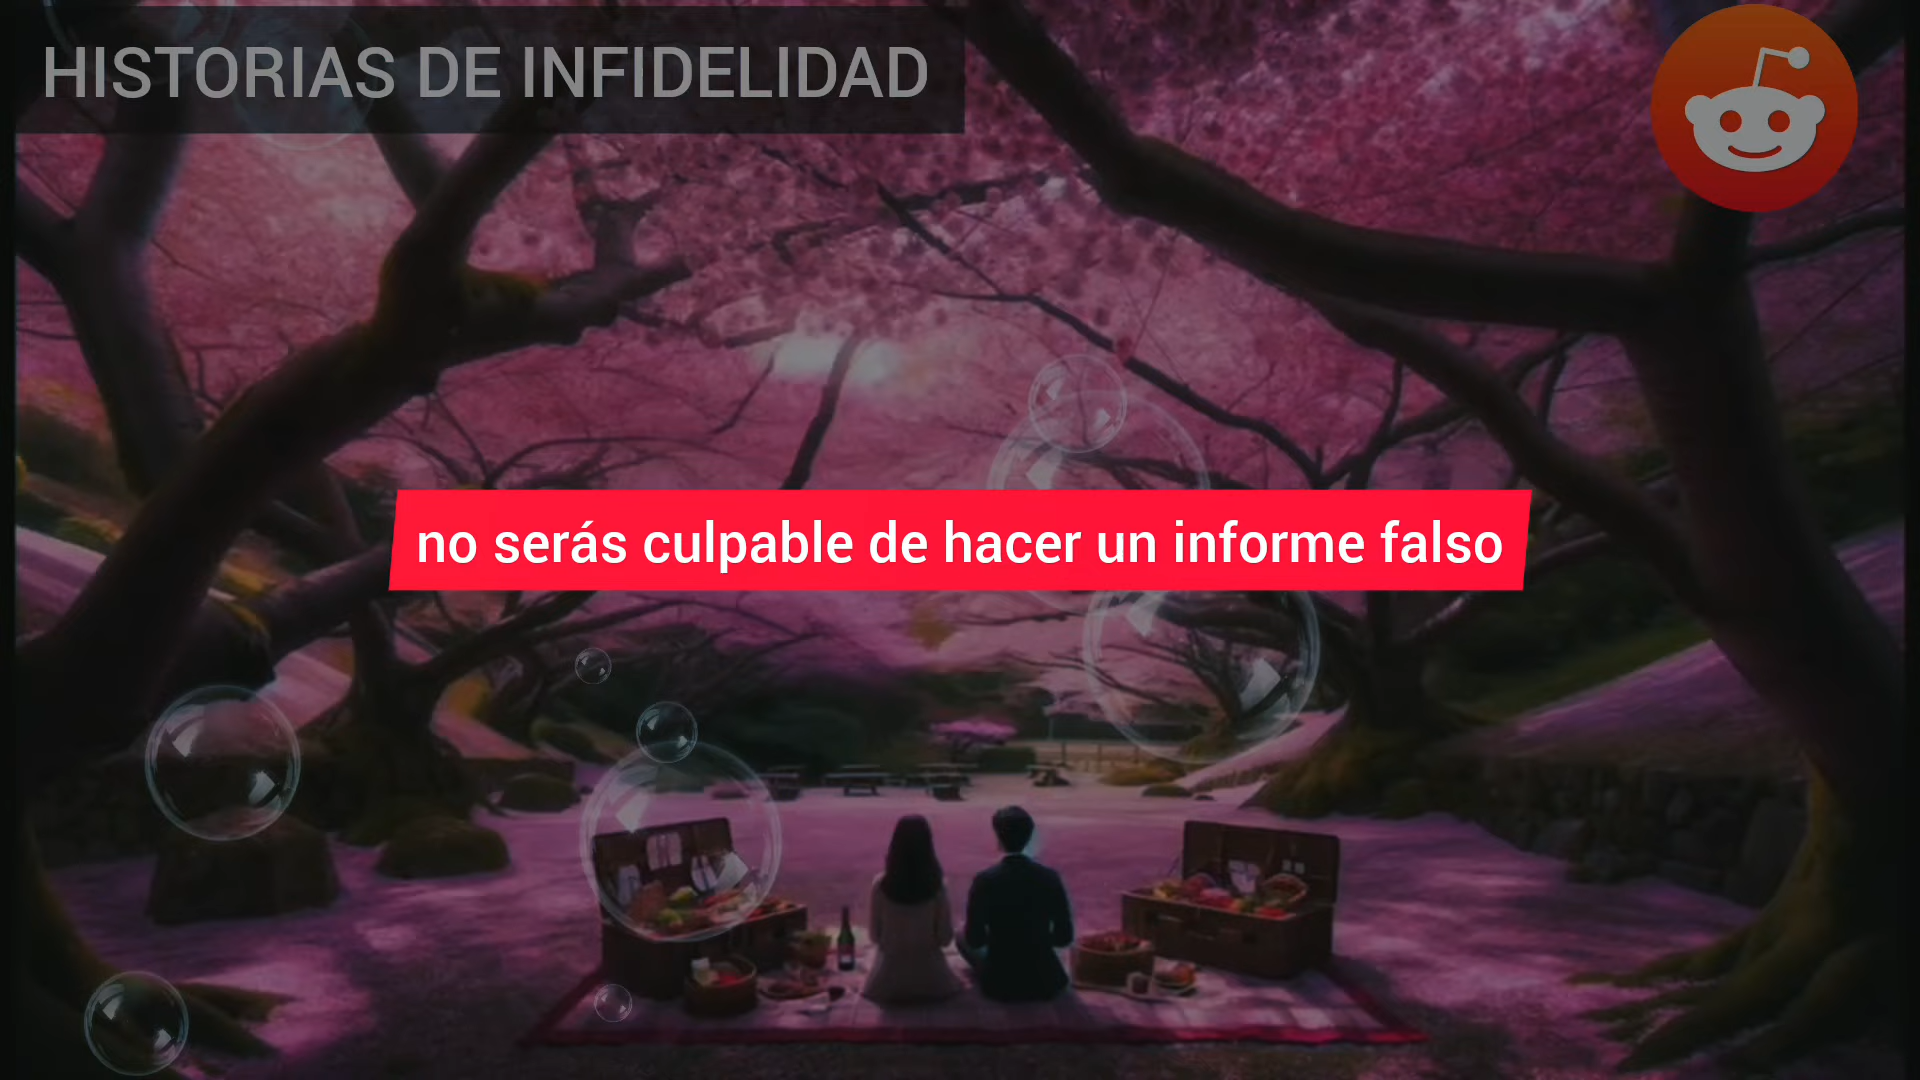 HISTORIAS DE INFIDELIDAD
no serás culpable de hacer un informe falso